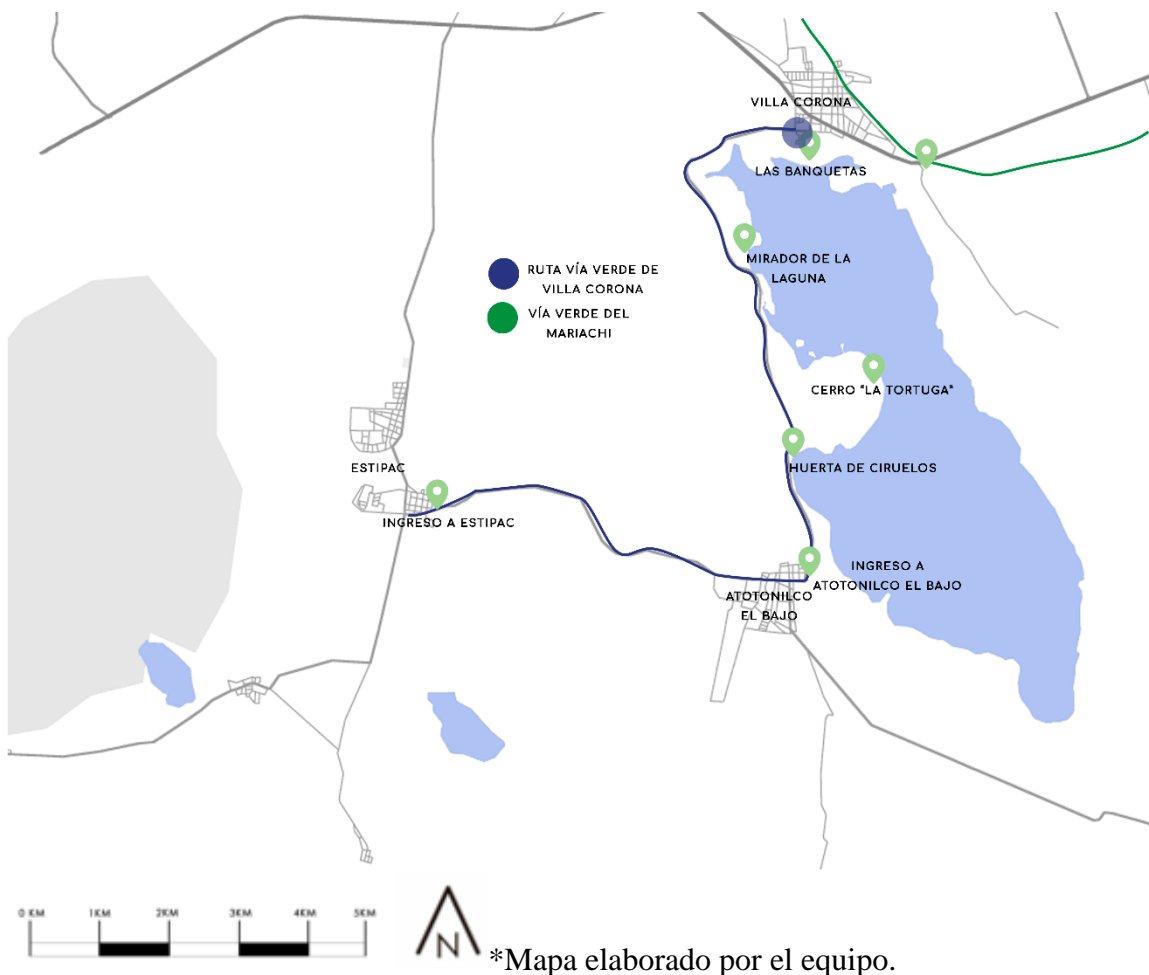 VILLA CORONA
LAS BANQUETAS
MIRADOR DE LA
LAGUNA
RUTA VÍA VERDE DE
VILLA CORONA
VÍA VERDE DEL
MARIACHI
CERRO "LA TORTUGA"
HUERTA DE CIRUELOS
ESTIPAC
INGRESO A ESTIPAC
INGRESO A
ATOTONILCO EL BAJO
ATOTONILCO
EL BAJO
0 KM 1KM 2KM 3KM 4KM 5KM
N
*Mapa elaborado por el equipo.